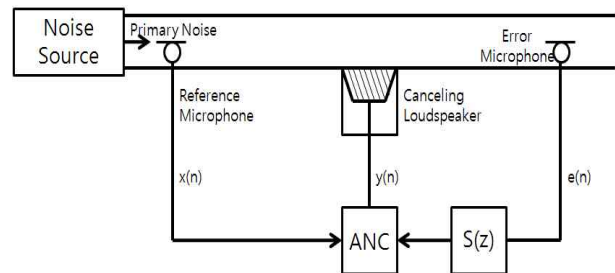 Noise
Source
Primary Noise
Error
Microphone
Reference
Microphone
Canceling
Loudspeaker
x(n)
y(n)
e(n)
ANC
S(z)